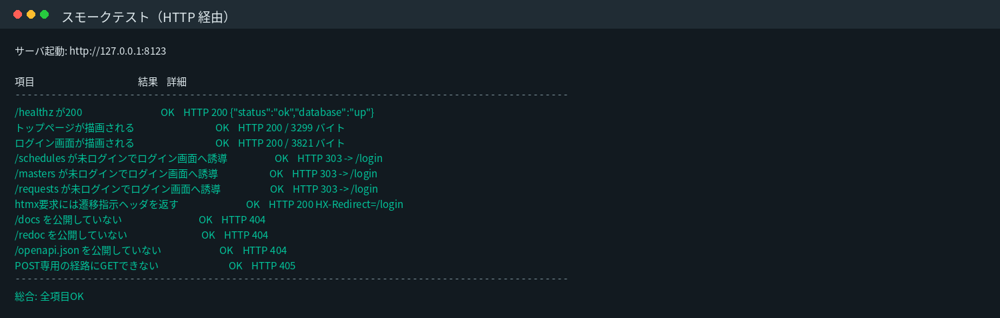 スモークテスト（HTTP 経由）
サーバ起動: http://127.0.0.1:8123
項目 結果 詳細
------------------------------------------------------------------------------------------
/healthz が200 OK HTTP 200 {"status":"ok","database":"up"}
トップページが描画される OK HTTP 200 / 3299 バイト
ログイン画面が描画される OK HTTP 200 / 3821 バイト
/schedules が未ログインでログイン画面へ誘導 OK HTTP 303 -> /login
/masters が未ログインでログイン画面へ誘導 OK HTTP 303 -> /login
/requests が未ログインでログイン画面へ誘導 OK HTTP 303 -> /login
htmx要求には遷移指示ヘッダを返す OK HTTP 200 HX-Redirect=/login
/docs を公開していない OK HTTP 404
/redoc を公開していない OK HTTP 404
/openapi.json を公開していない OK HTTP 404
POST専用の経路にGETできない OK HTTP 405
------------------------------------------------------------------------------------------
総合: 全項目OK